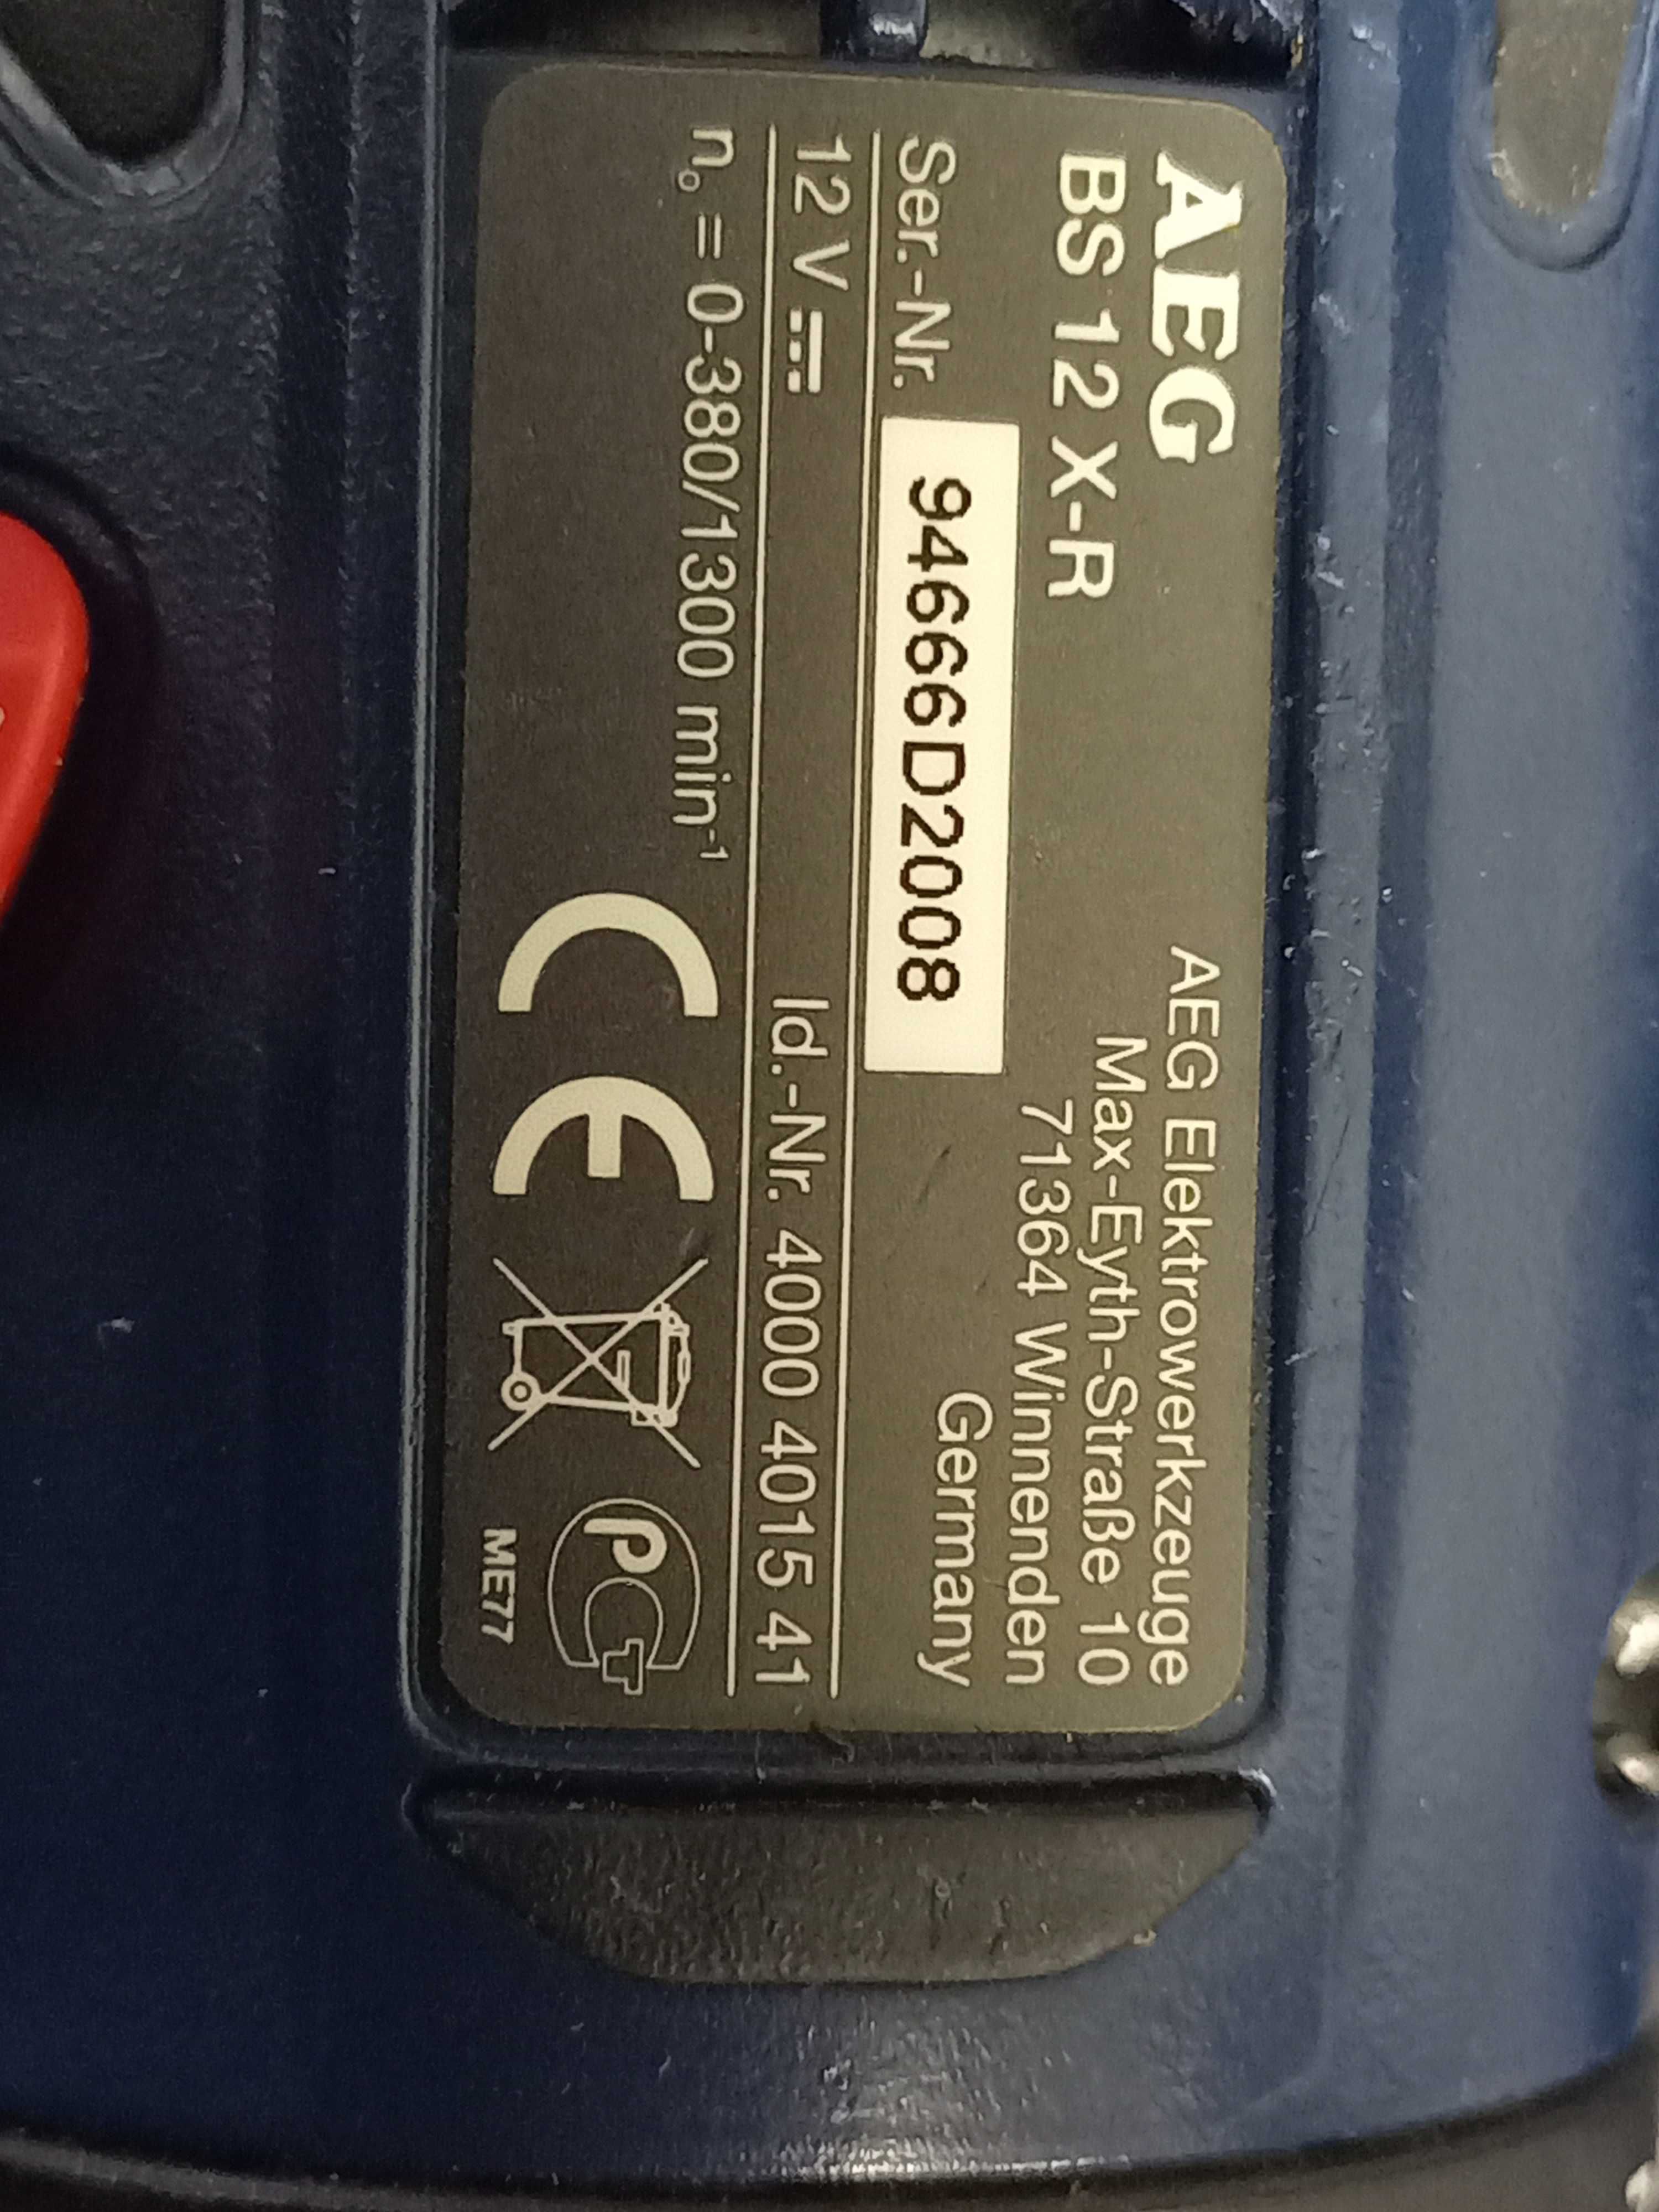 AEG
BS 12 X-R
AEG Elektrowerkzeuge
Max-Eyth-Straße 10
71364 Winnenden
Germany
Ser.-Nr. 94666D2008
12 V Id.-Nr. 4000 4015 41
n₀ = 0-380/1300 min⁻¹
CE
PCT
ME77